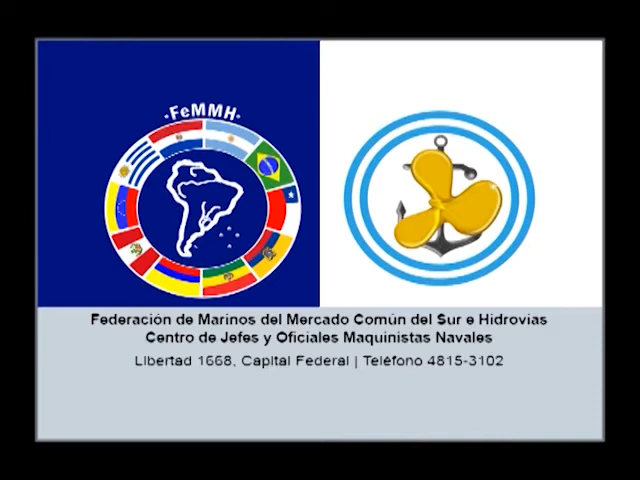 ·FeMMH·
Federación de Marinos del Mercado Común del Sur e Hidrovías
Centro de Jefes y Oficiales Maquinistas Navales
Libertad 1668, Capital Federal | Teléfono 4815-3102